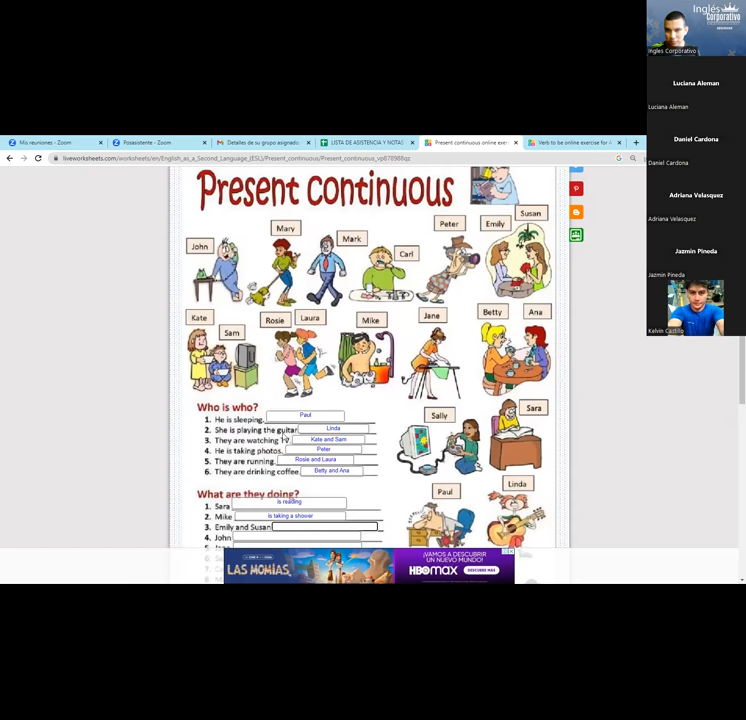 Inglés
Corporativo
Ingles Corporativo
Luciana Aleman
Luciana Aleman
Daniel Cardona
Daniel Cardona
Adriana Velasquez
Adriana Velasquez
Jazmin Pineda
Jazmin Pineda
Kelvin Castillo
Mis reuniones - Zoom
Posasistente - Zoom
Detalles de su grupo asignado
LISTA DE ASISTENCIA Y NOTAS
Present continuous online exer
Verb to be online exercise for
liveworksheets.com/worksheets/en/English_as_a_Second_Language_(ESL)/Present_continuous/Present_continuous_vp678988qz
Present continuous
John
Mary
Mark
Carl
Peter
Emily
Susan
Kate
Sam
Rosie
Laura
Mike
Jane
Betty
Ana
Who is who?
1. He is sleeping. Paul
2. She is playing the guitar Linda
3. They are watching Kate and Sam
4. He is taking photos. Peter
5. They are running. Rosie and Laura
6. They are drinking coffee. Betty and Ana
Sally
Sara
Paul
Linda
What are they doing?
1. Sara is reading
2. Mike is taking a shower
3. Emily and Susan
4. John
LAS MOMIAS
¡VAMOS A DESCUBRIR
UN NUEVO MUNDO!
HBOmax
DESCUBRE MÁS